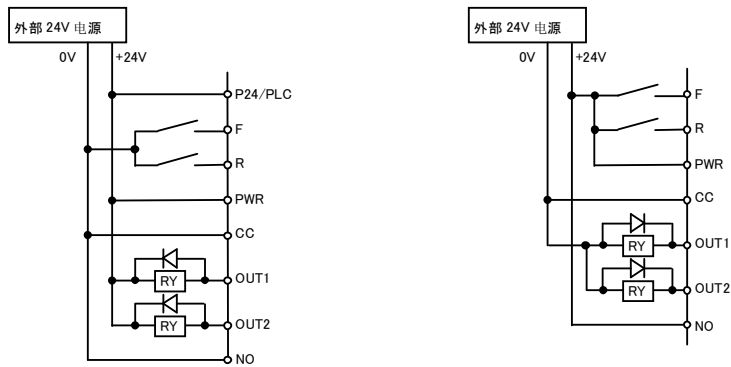 外部 24V 电源
0V
+24V
P24/PLC
F
R
PWR
CC
RY
OUT1
RY
OUT2
NO
外部 24V 电源
0V
+24V
F
R
PWR
CC
RY
OUT1
RY
OUT2
NO